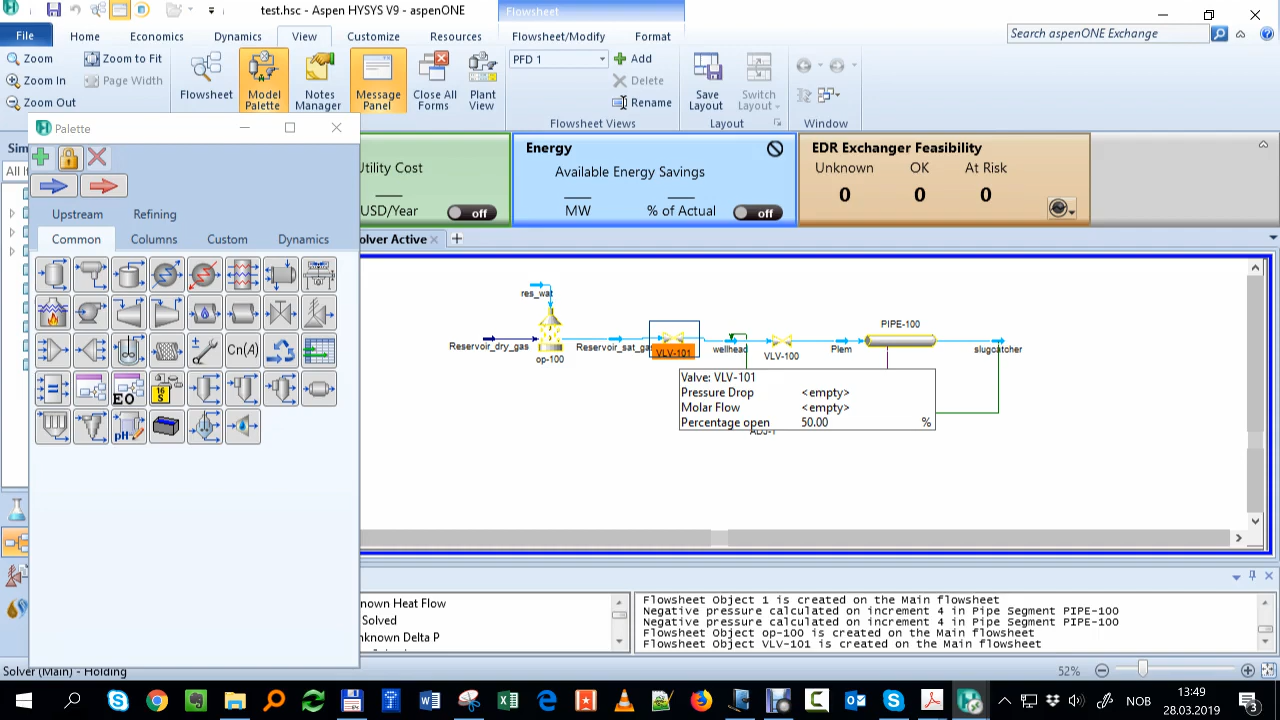 test.hsc - Aspen HYSYS V9 - aspenONE
Flowsheet
File Home Economics Dynamics View Customize Resources Flowsheet/Modify Format
Search aspenONE Exchange
Zoom Zoom to Fit
Zoom In Page Width
Zoom Out
Flowsheet
Model Palette
Notes Manager
Message Panel
Close All Forms
Plant View
PFD 1
Add
Delete
Rename
Flowsheet Views
Save Layout
Switch Layout
Layout
Window
Palette
Upstream Refining
Common Columns Custom Dynamics
Cn(A)
EO
16
S
pH
Sim
All It
Utility Cost
USD/Year
off
Energy
Available Energy Savings
MW % of Actual off
EDR Exchanger Feasibility
Unknown OK At Risk
0 0 0
olver Active
res_wat
Reservoir_dry_gas
op-100
Reservoir_sat_ga
VLV-101
wellhead
VLV-100
Plem
PIPE-100
slugcatcher
Valve: VLV-101
Pressure Drop <empty>
Molar Flow <empty>
Percentage open 50.00 %
ADJ-1
nown Heat Flow
Solved
nknown Delta P
Flowsheet Object 1 is created on the Main flowsheet
Negative pressure calculated on increment 4 in Pipe Segment PIPE-100
Negative pressure calculated on increment 4 in Pipe Segment PIPE-100
Flowsheet Object op-100 is created on the Main flowsheet
Flowsheet Object VLV-101 is created on the Main flowsheet
Solver (Main) - Holding
52%
NOB
13:49
28.03.2019
3